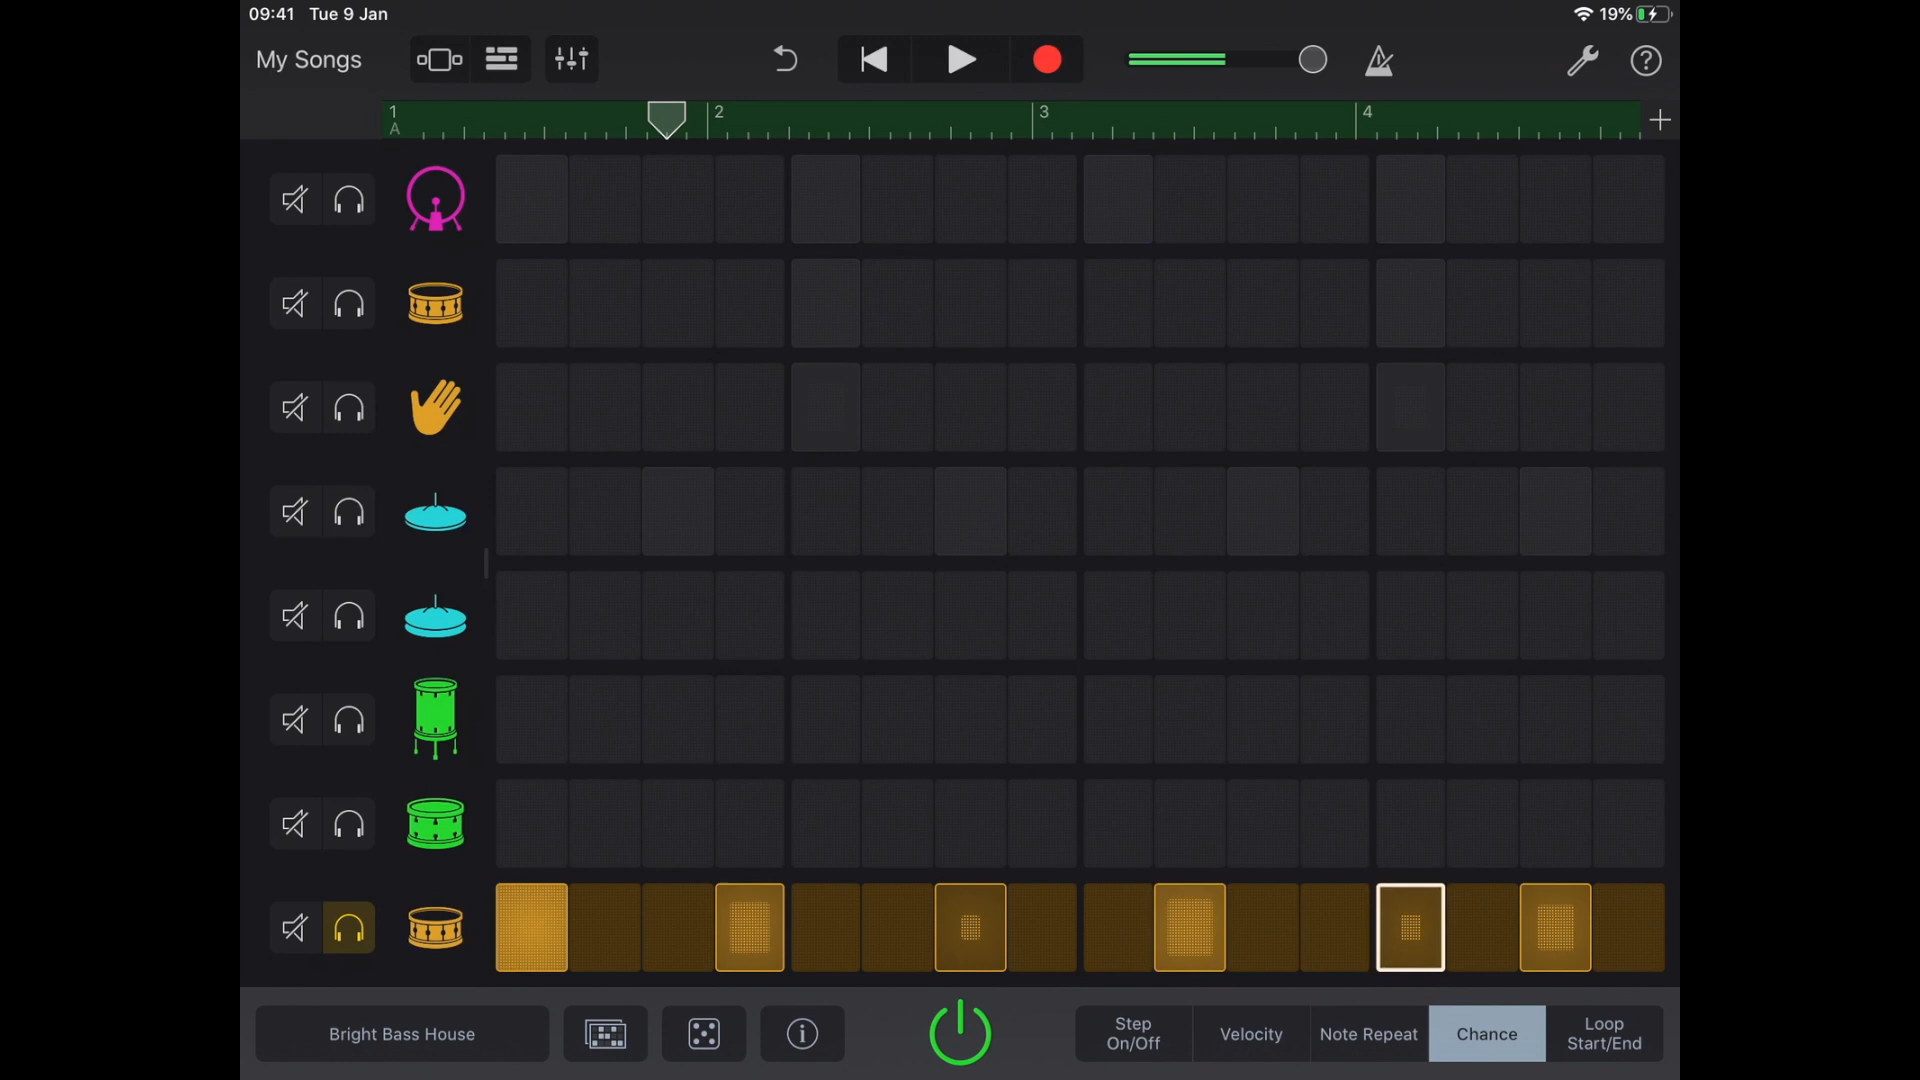 09:41 Tue 9 Jan
19%
My Songs
1 2 3 4
A
Bright Bass House
Step
On/Off
Velocity
Note Repeat
Chance
Loop
Start/End